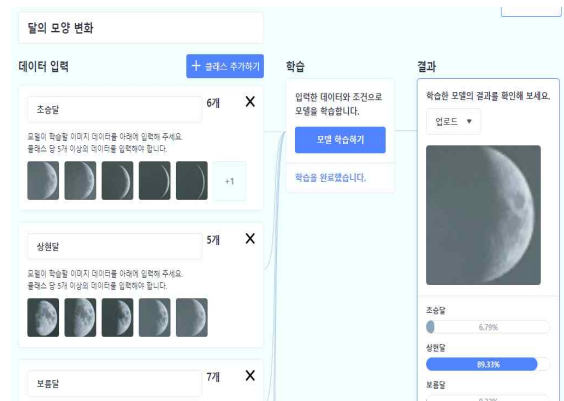 달의 모양 변화
데이터 입력
+ 클래스 추가하기
초승달
6개
X
모델이 학습할 이미지 데이터를 아래에 입력해 주세요.
클래스 당 5개 이상의 데이터를 입력해야 합니다.
+1
상현달
5개
X
모델이 학습할 이미지 데이터를 아래에 입력해 주세요.
클래스 당 5개 이상의 데이터를 입력해야 합니다.
보름달
7개
X
학습
입력한 데이터와 조건으로
모델을 학습합니다.
모델 학습하기
학습을 완료했습니다.
결과
학습한 모델의 결과를 확인해 보세요.
업로드 ▼
초승달
6.79%
상현달
89.33%
보름달